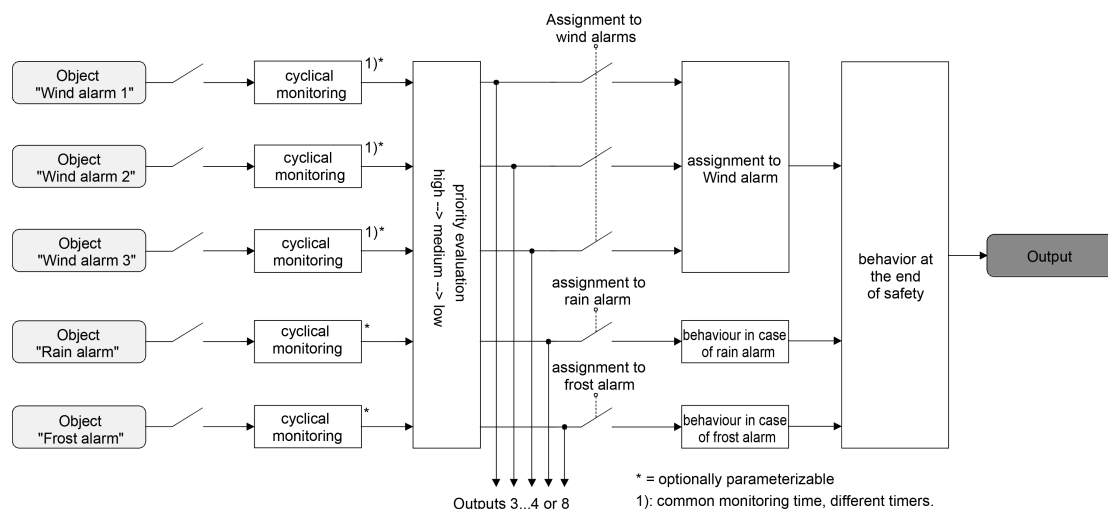 Assignment to
wind alarms
Object
"Wind alarm 1"
cyclical
monitoring
1)*
Object
"Wind alarm 2"
cyclical
monitoring
1)*
Object
"Wind alarm 3"
cyclical
monitoring
1)*
Object
"Rain alarm"
cyclical
monitoring
*
Object
"Frost alarm"
cyclical
monitoring
*
priority evaluation
high --> medium --> low
assignment to
Wind alarm
assignment to
rain alarm
behaviour in case
of rain alarm
assignment to
frost alarm
behaviour in case
of frost alarm
behavior at
the end
of safety
Output
Outputs 3...4 or 8
* = optionally parameterizable
1): common monitoring time, different timers.